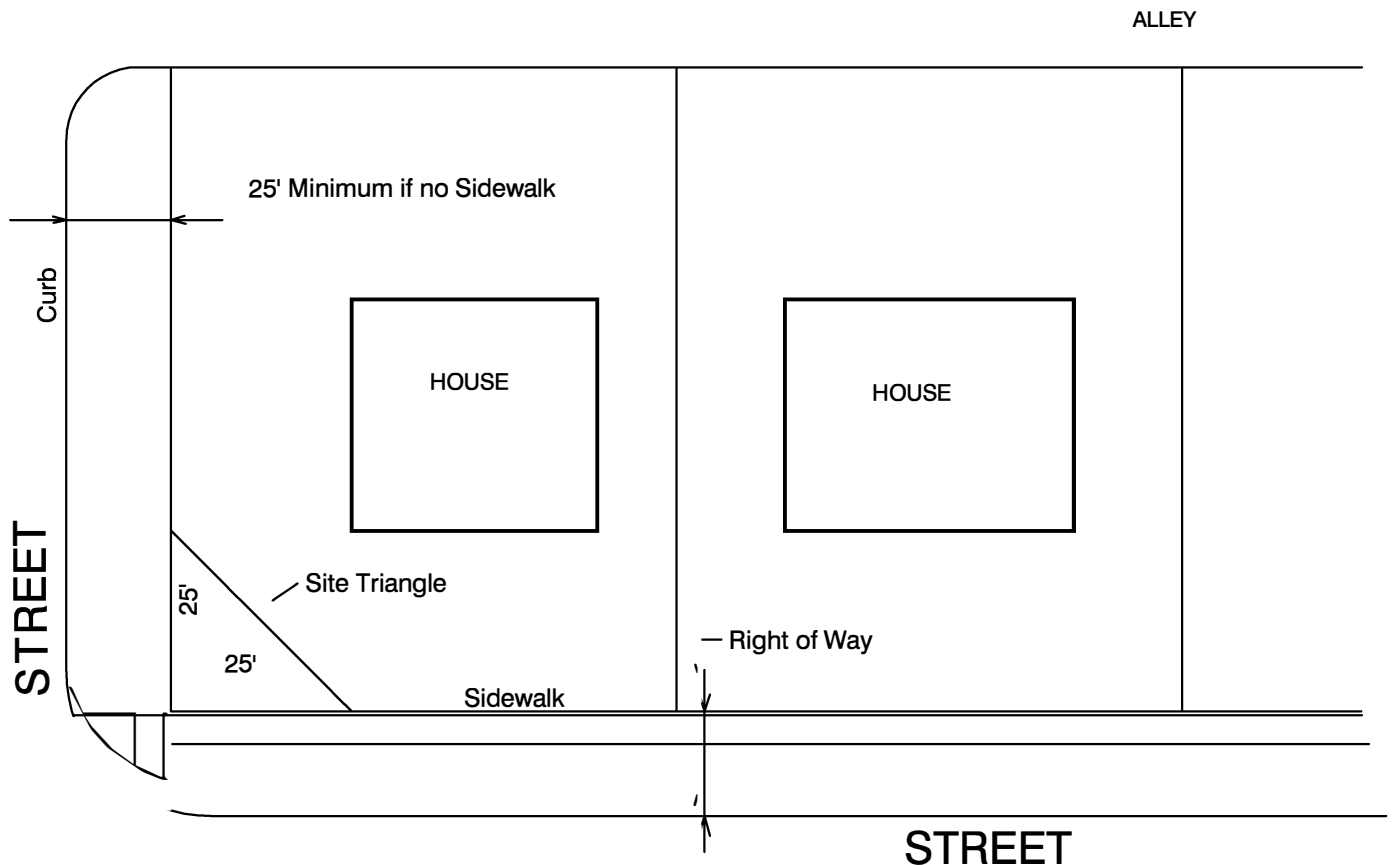 ALLEY
25' Minimum if no Sidewalk
Curb
HOUSE
HOUSE
STREET
25'
Site Triangle
25'
Right of Way
Sidewalk
STREET